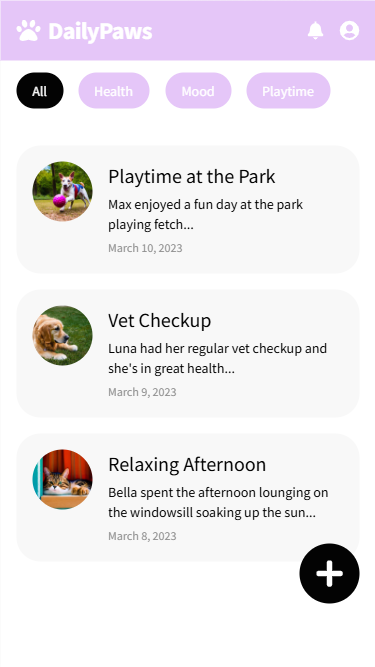 DailyPaws
All Health Mood Playtime
Playtime at the Park
Max enjoyed a fun day at the park
playing fetch...
March 10, 2023
Vet Checkup
Luna had her regular vet checkup and
she's in great health...
March 9, 2023
Relaxing Afternoon
Bella spent the afternoon lounging on
the windowsill soaking up the sun...
March 8, 2023